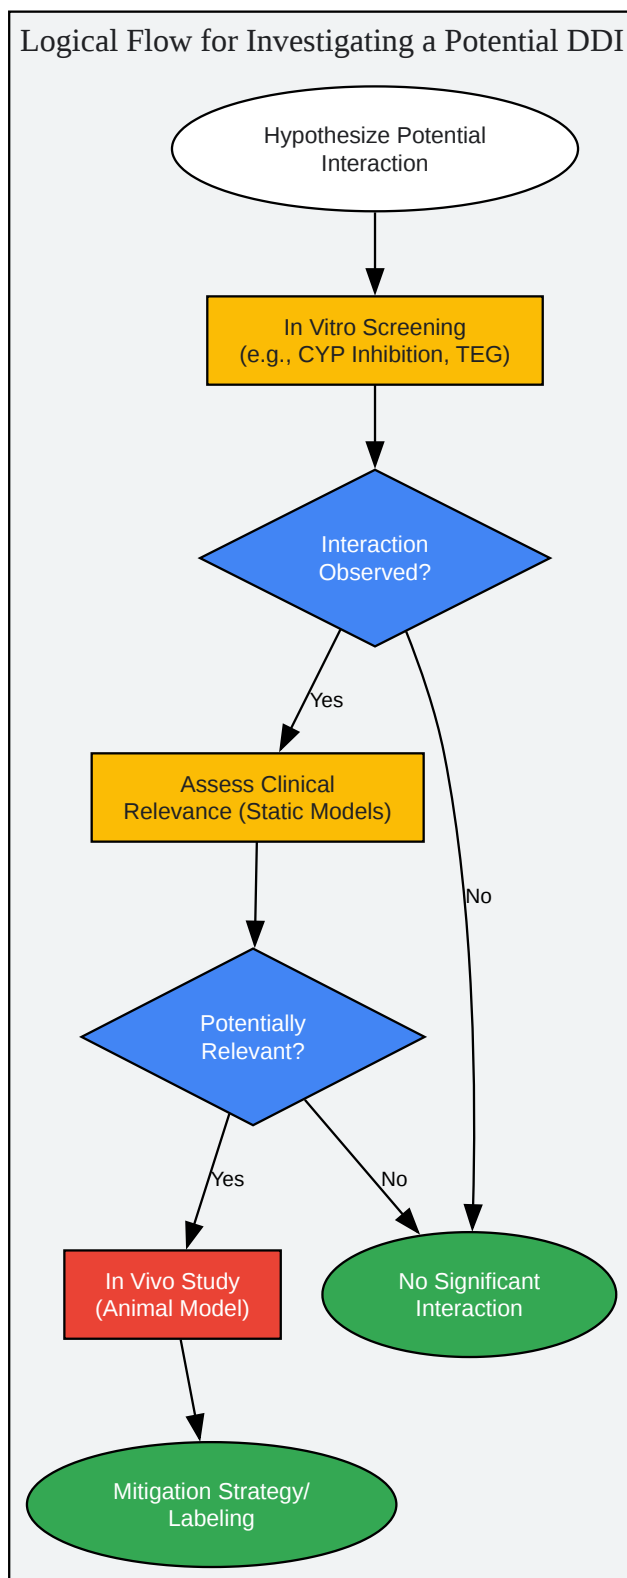 Logical Flow for Investigating a Potential DDI
Hypothesize Potential
Interaction
In Vitro Screening
(e.g., CYP Inhibition, TEG)
Interaction
Observed?
Yes
Assess Clinical
Relevance (Static Models)
No
Potentially
Relevant?
Yes
No
In Vivo Study
(Animal Model)
No Significant
Interaction
Mitigation Strategy/
Labeling